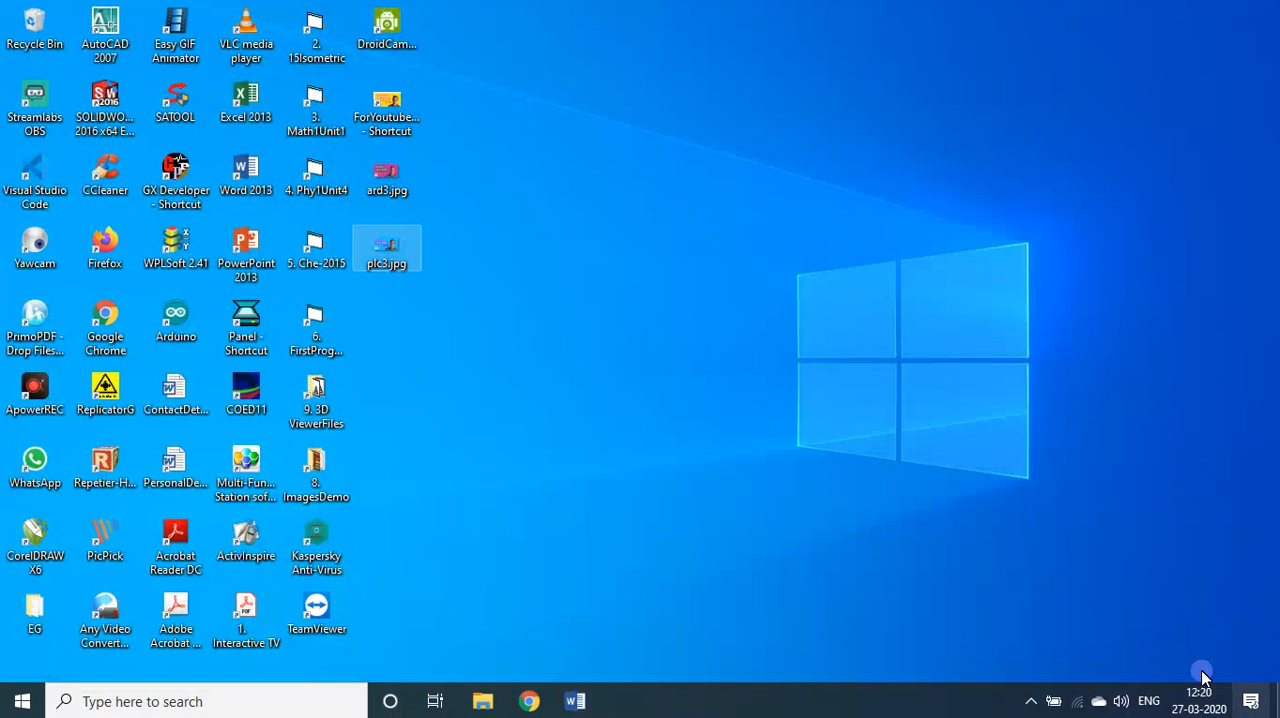 Recycle Bin
AutoCAD
2007
Easy GIF
Animator
VLC media
player
2.
15Isometric
DroidCam...
Streamlabs
OBS
SOLIDWO...
2016 x64 E...
SATOOL
Excel 2013
3.
Math1Unit1
ForYoutube...
- Shortcut
Visual Studio
Code
CCleaner
GX Developer
- Shortcut
Word 2013
4. Phy1Unit4
ard3.jpg
Yawcam
Firefox
WPLSoft 2.41
PowerPoint
2013
5. Che-2015
plc3.jpg
PrimoPDF -
Drop Files...
Google
Chrome
Arduino
Panel -
Shortcut
6.
FirstProg...
ApowerREC
ReplicatorG
ContactDet...
COED11
9. 3D
ViewerFiles
WhatsApp
Repetier-H...
PersonalDe...
Multi-Fun...
Station sof...
8.
ImagesDemo
CorelDRAW
X6
PicPick
Acrobat
Reader DC
ActivInspire
Kaspersky
Anti-Virus
EG
Any Video
Convert...
Adobe
Acrobat ...
1.
Interactive TV
TeamViewer
Type here to search
ENG
12:20
27-03-2020